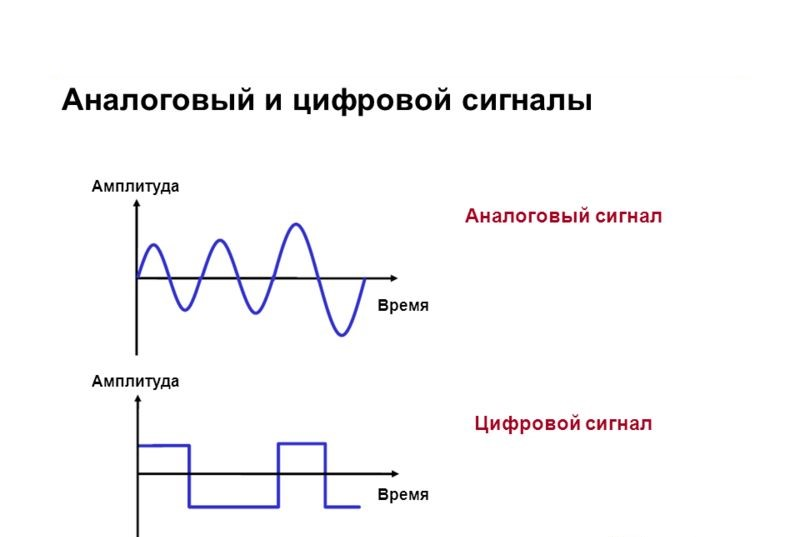 Аналоговый и цифровой сигналы
Амплитуда
Аналоговый сигнал
Время
Амплитуда
Цифровой сигнал
Время